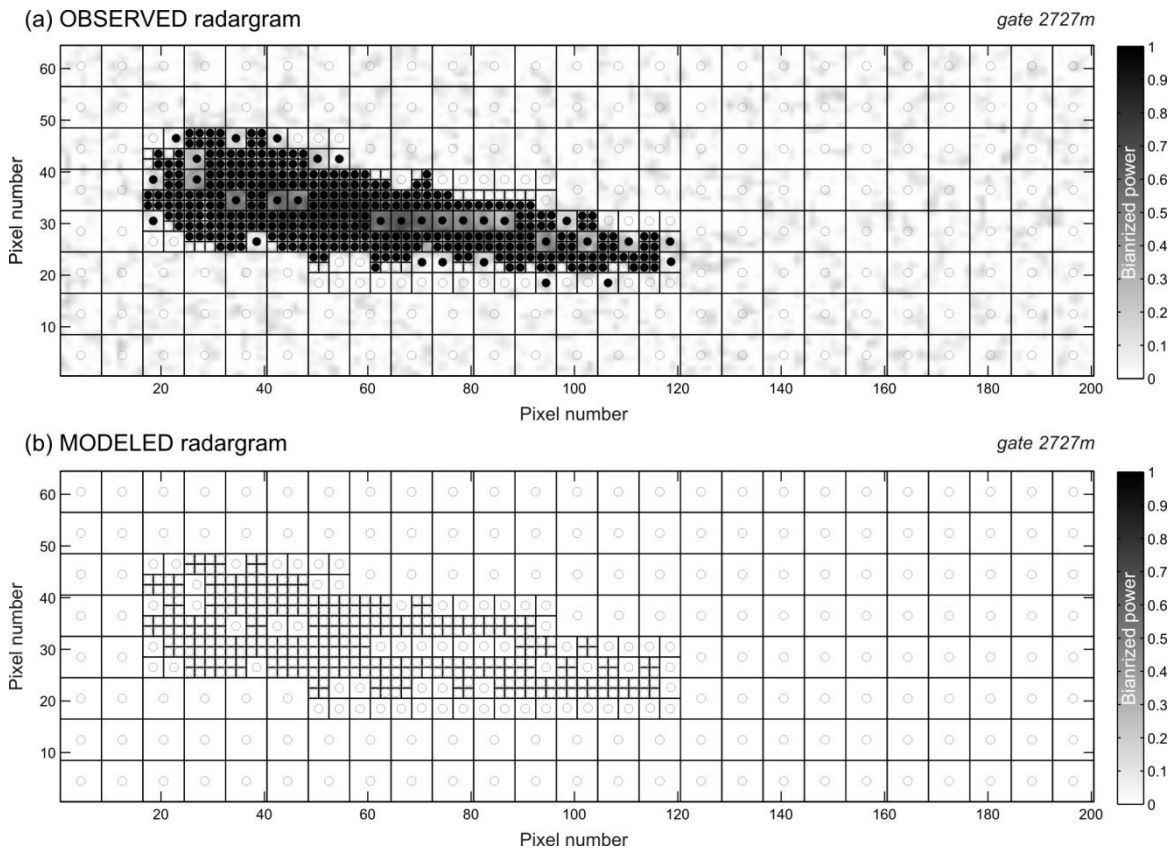 (a) OBSERVED radargram
gate 2727m
Pixel number
60
50
40
30
20
10
20 40 60 80 100 120 140 160 180 200
Pixel number
1
0.9
0.8
0.7
0.6
0.5
0.4
0.3
0.2
0.1
0
Bianrized power
(b) MODELED radargram
gate 2727m
Pixel number
60
50
40
30
20
10
20 40 60 80 100 120 140 160 180 200
Pixel number
1
0.9
0.8
0.7
0.6
0.5
0.4
0.3
0.2
0.1
0
Bianrized power